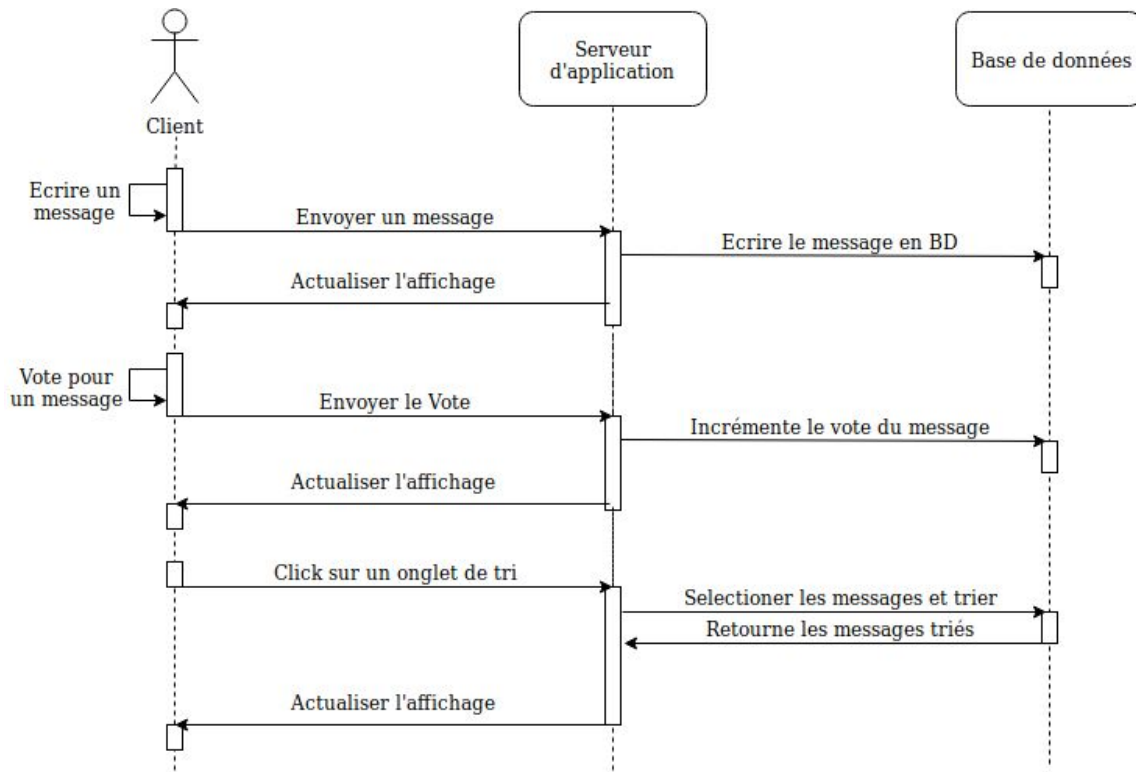 Serveur
d'application
Base de données
Client
Ecrire un
message
Envoyer un message
Ecrire le message en BD
Actualiser l'affichage
Vote pour
un message
Envoyer le Vote
Incrémente le vote du message
Actualiser l'affichage
Click sur un onglet de tri
Selectioner les messages et trier
Retourne les messages triés
Actualiser l'affichage